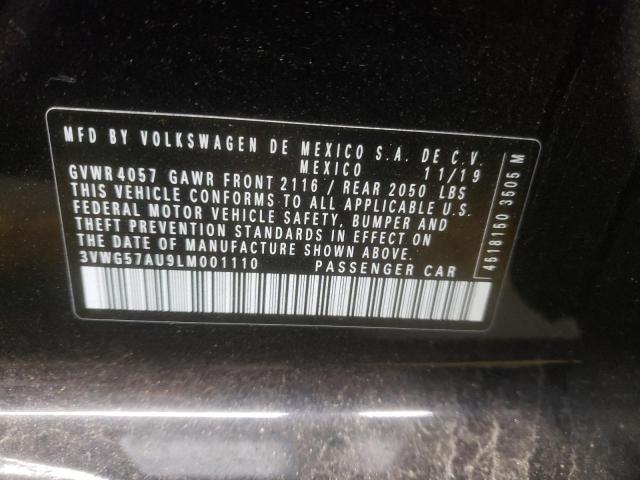 MFD BY VOLKSWAGEN DE MEXICO S.A. DE C.V.
MEXICO 11/19
GVWR4057 GAWR FRONT 2116 / REAR 2050 LBS
THIS VEHICLE CONFORMS TO ALL APPLICABLE U.S.
FEDERAL MOTOR VEHICLE SAFETY, BUMPER AND
THEFT PREVENTION STANDARDS IN EFFECT ON
THE DATE OF MANUFACTURE SHOWN ABOVE.
3VWG57AU9LM001110 PASSENGER CAR
4518150 3505 M